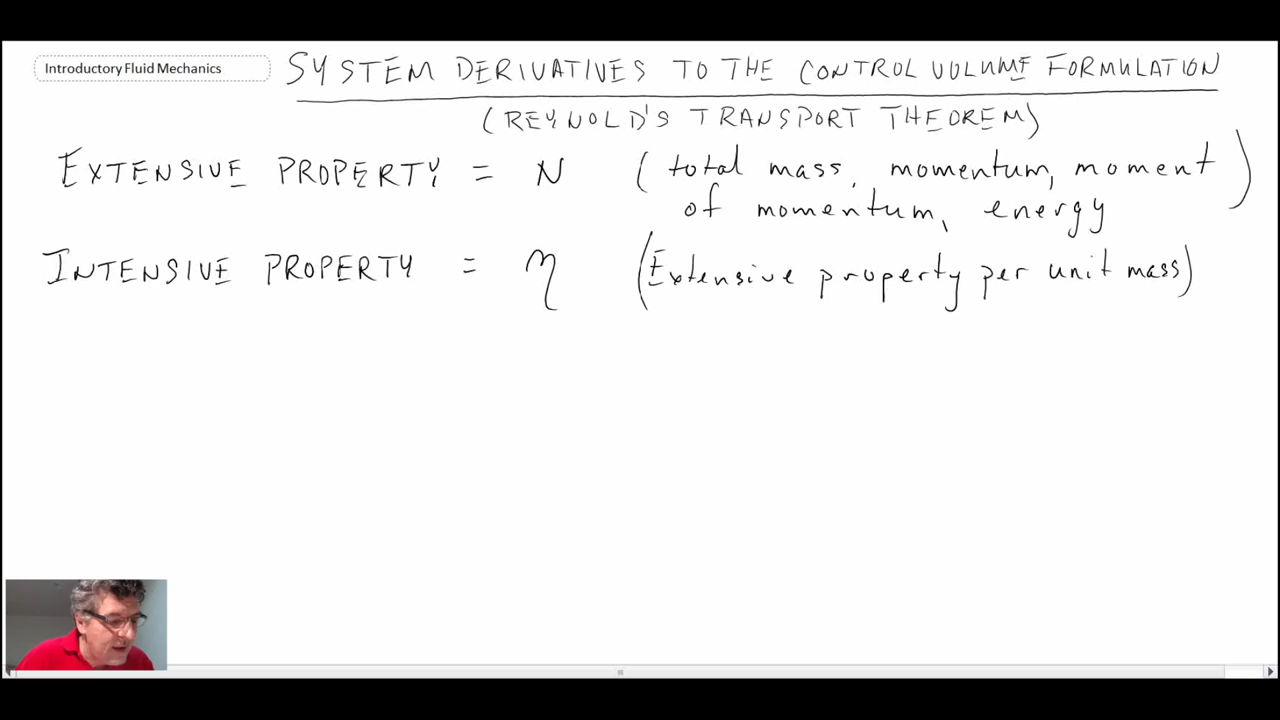 Introductory Fluid Mechanics
SYSTEM DERIVATIVES TO THE CONTROL VOLUME FORMULATION
(REYNOLD'S TRANSPORT THEOREM)
EXTENSIVE PROPERTY = N (total mass, momentum, moment
of momentum, energy)
INTENSIVE PROPERTY = η (Extensive property per unit mass)